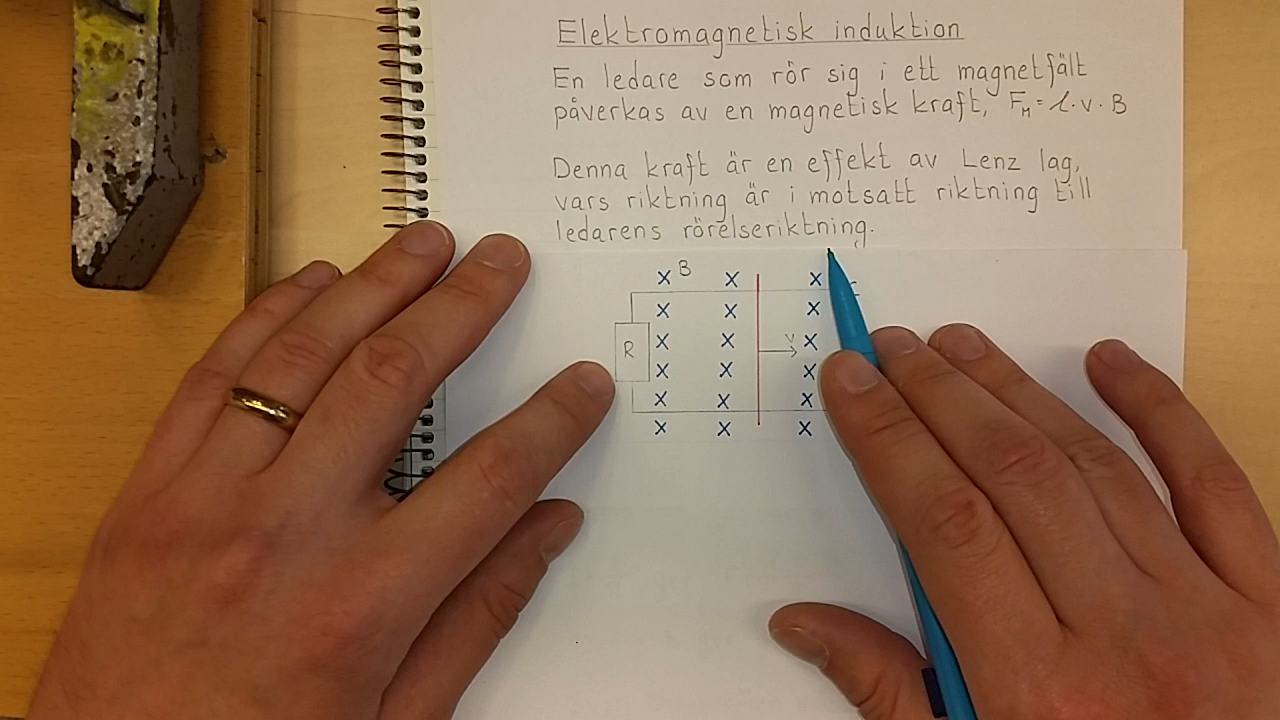 Elektromagnetisk induktion
En ledare som rör sig i ett magnetfält
påverkas av en magnetisk kraft, Fₘ = l · v · B
Denna kraft är en effekt av Lenz lag,
vars riktning är i motsatt riktning till
ledarens rörelseriktning.
x B x x
x x x
R x x v x
x x x
x x x
x x x